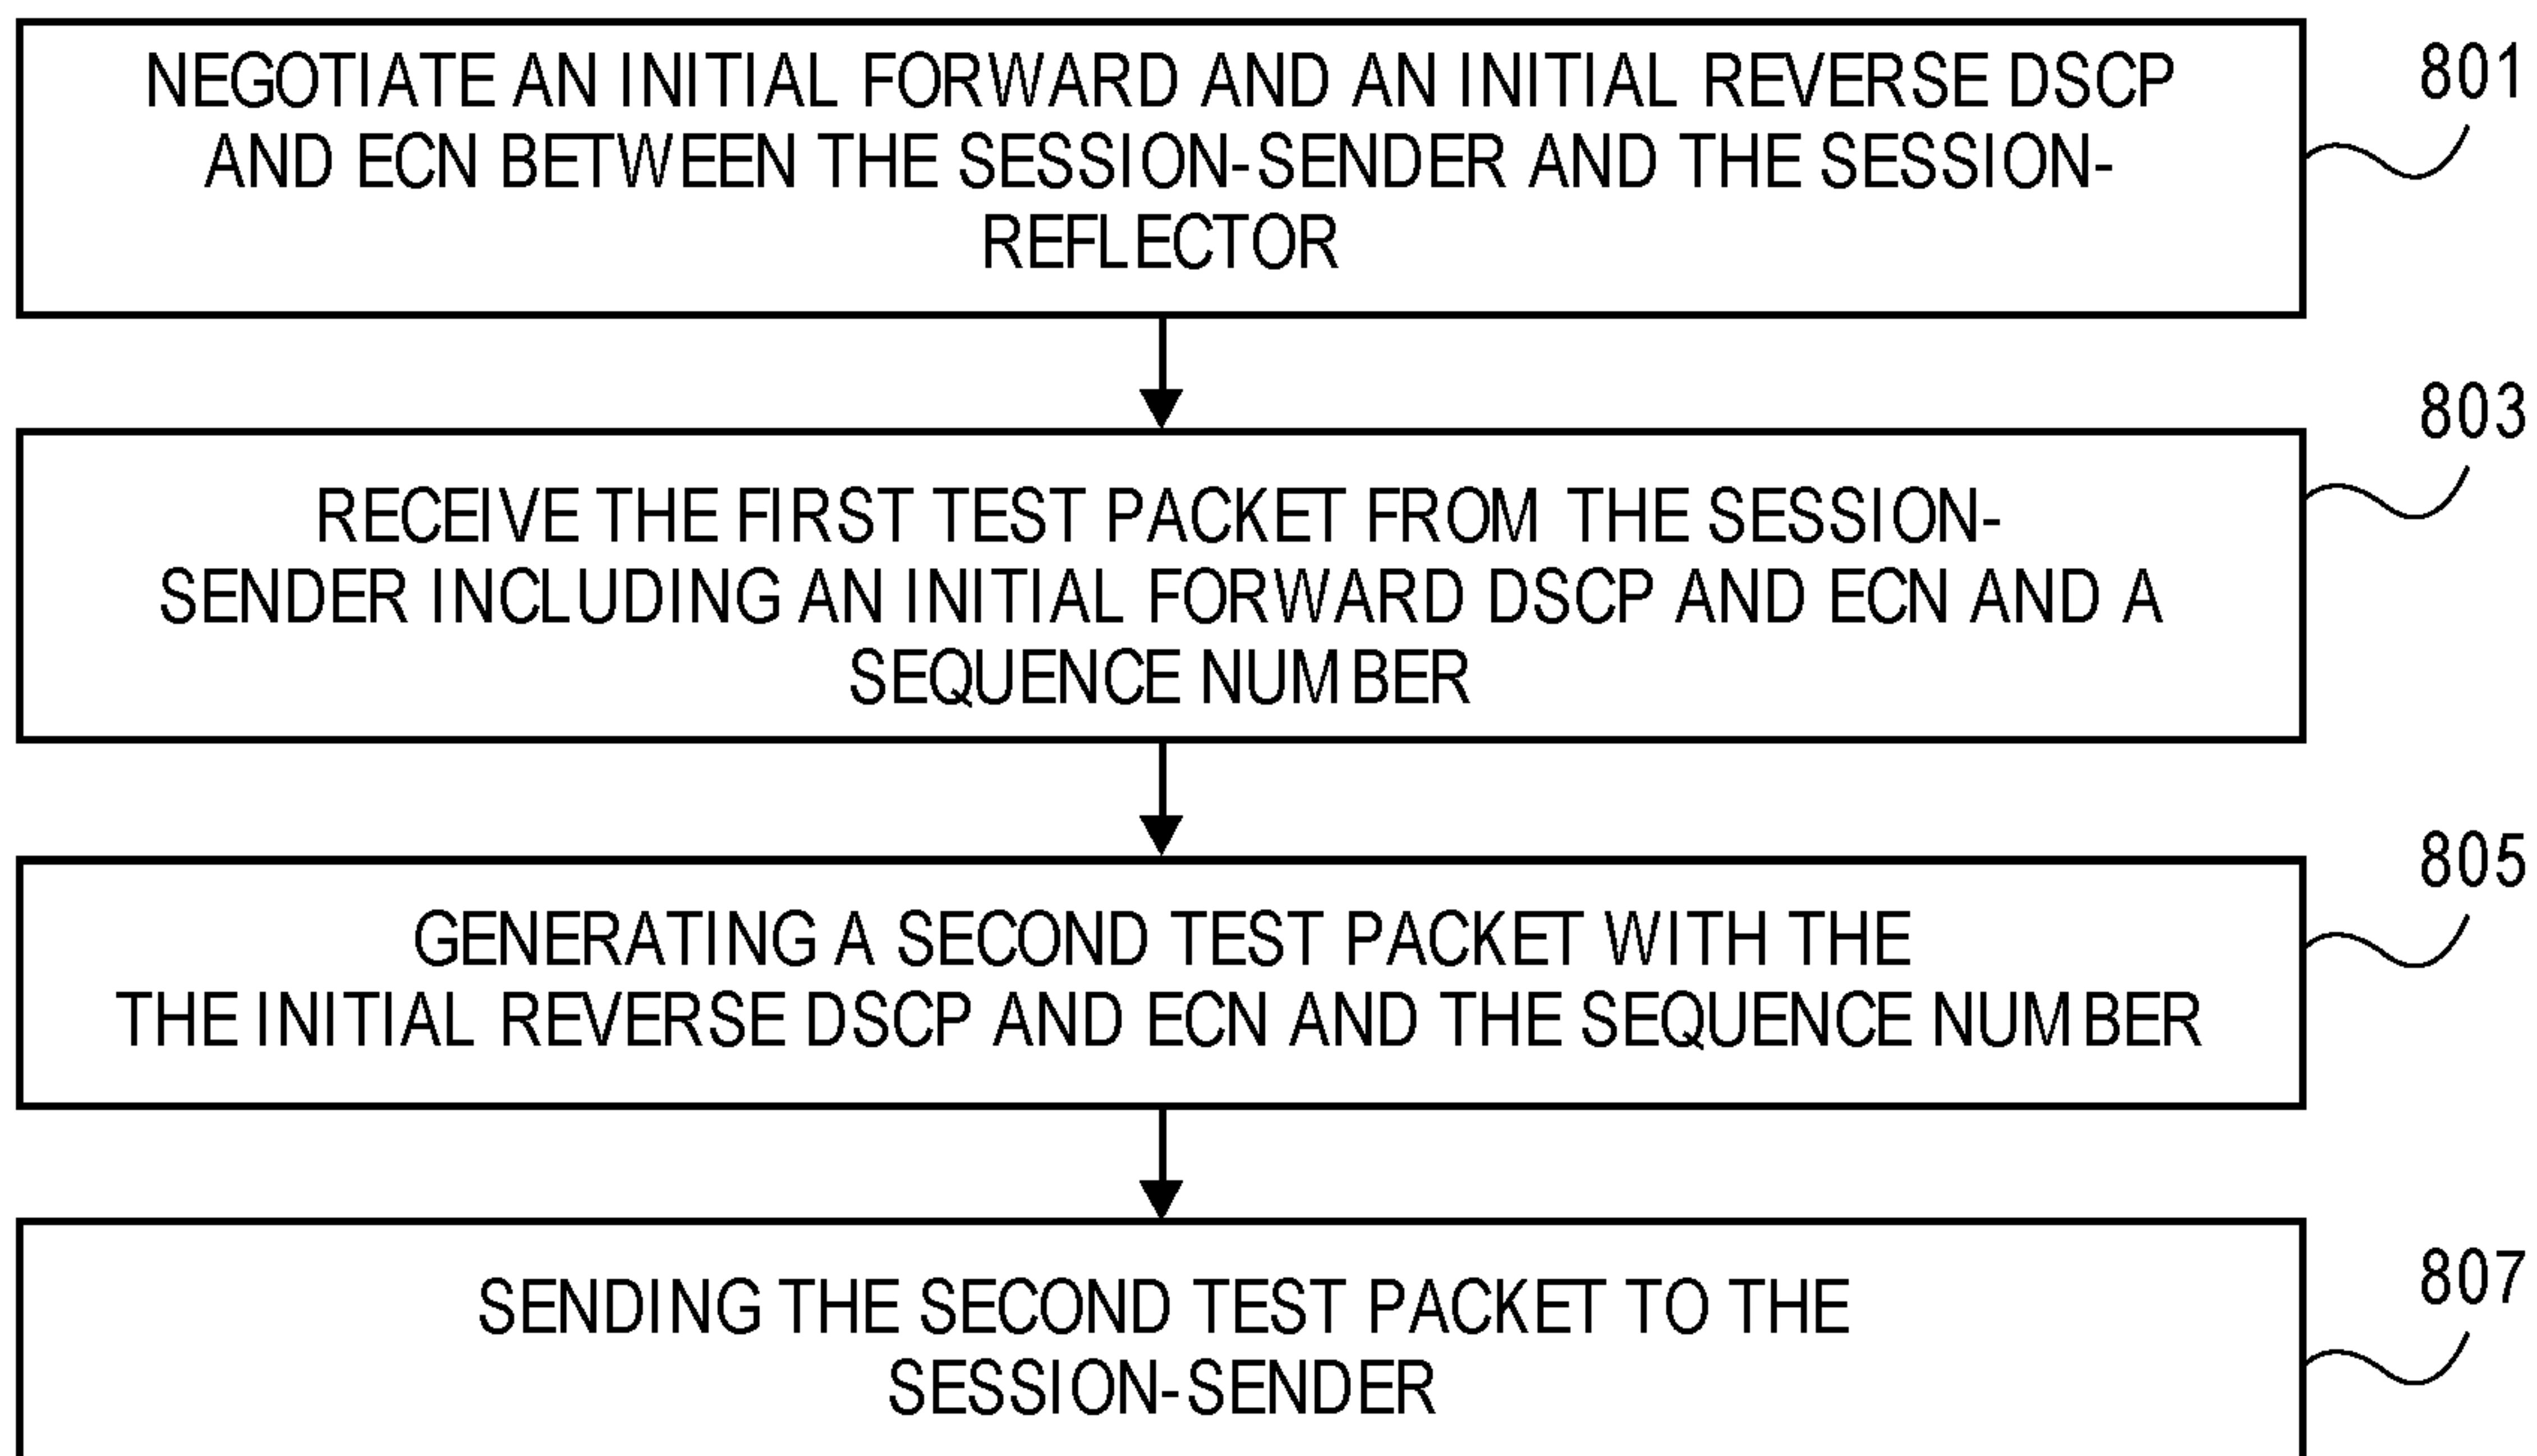 NEGOTIATE AN INITIAL FORWARD AND AN INITIAL REVERSE DSCP
AND ECN BETWEEN THE SESSION-SENDER AND THE SESSION-
REFLECTOR
801
RECEIVE THE FIRST TEST PACKET FROM THE SESSION-
SENDER INCLUDING AN INITIAL FORWARD DSCP AND ECN AND A
SEQUENCE NUMBER
803
GENERATING A SECOND TEST PACKET WITH THE
THE INITIAL REVERSE DSCP AND ECN AND THE SEQUENCE NUMBER
805
SENDING THE SECOND TEST PACKET TO THE
SESSION-SENDER
807